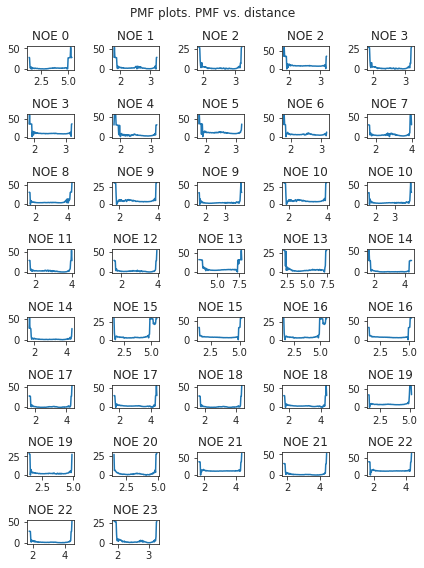 PMF plots. PMF vs. distance
NOE 0 NOE 1 NOE 2 NOE 2 NOE 3
50 0 2.5 5.0 50 0 2 3 25 0 2 3 50 0 2 3 25 0 2 3
NOE 3 NOE 4 NOE 5 NOE 6 NOE 7
50 0 2 3 50 0 2 3 50 0 2 3 50 0 2 3 50 0 2 4
NOE 8 NOE 9 NOE 9 NOE 10 NOE 10
50 0 2 4 25 0 2 4 50 0 2 3 25 0 2 4 50 0 2 3
NOE 11 NOE 12 NOE 13 NOE 13 NOE 14
50 0 2 4 50 0 2 4 50 0 5.0 7.5 25 0 2.5 5.0 7.5 50 0 2 4
NOE 14 NOE 15 NOE 15 NOE 16 NOE 16
50 0 2 4 25 0 2.5 5.0 50 0 2.5 5.0 25 0 2.5 5.0 50 0 2.5 5.0
NOE 17 NOE 17 NOE 18 NOE 18 NOE 19
50 0 2 4 50 0 2 4 50 0 2 4 50 0 2 4 50 0 2.5 5.0
NOE 19 NOE 20 NOE 21 NOE 21 NOE 22
25 0 2.5 5.0 50 0 2.5 5.0 50 0 2 4 50 0 2 4 50 0 2 4
NOE 22 NOE 23
50 0 2 4 25 0 2 3